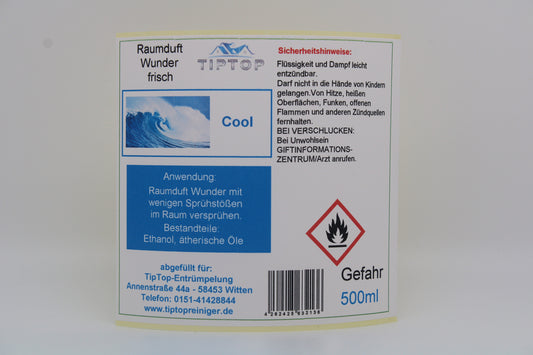 Raumduft
Wunder
frisch
TIPTOP
Cool
Anwendung:
Raumduft Wunder mit
wenigen Sprühstößen
im Raum versprühen.
Bestandteile:
Ethanol, ätherische Öle
abgefüllt für:
TipTop-Entrümpelung
Annenstraße 44a - 58453 Witten
Telefon: 0151-41428844
www.tiptopreiniger.de
Sicherheitshinweise:
Flüssigkeit und Dampf leicht
entzündbar.
Darf nicht in die Hände von Kindern
gelangen.Von Hitze, heißen
Oberflächen, Funken, offenen
Flammen und anderen Zündquellen
fernhalten.
BEI VERSCHLUCKEN:
Bei Unwohlsein
GIFTINFORMATIONS-
ZENTRUM/Arzt anrufen.
Gefahr
500ml